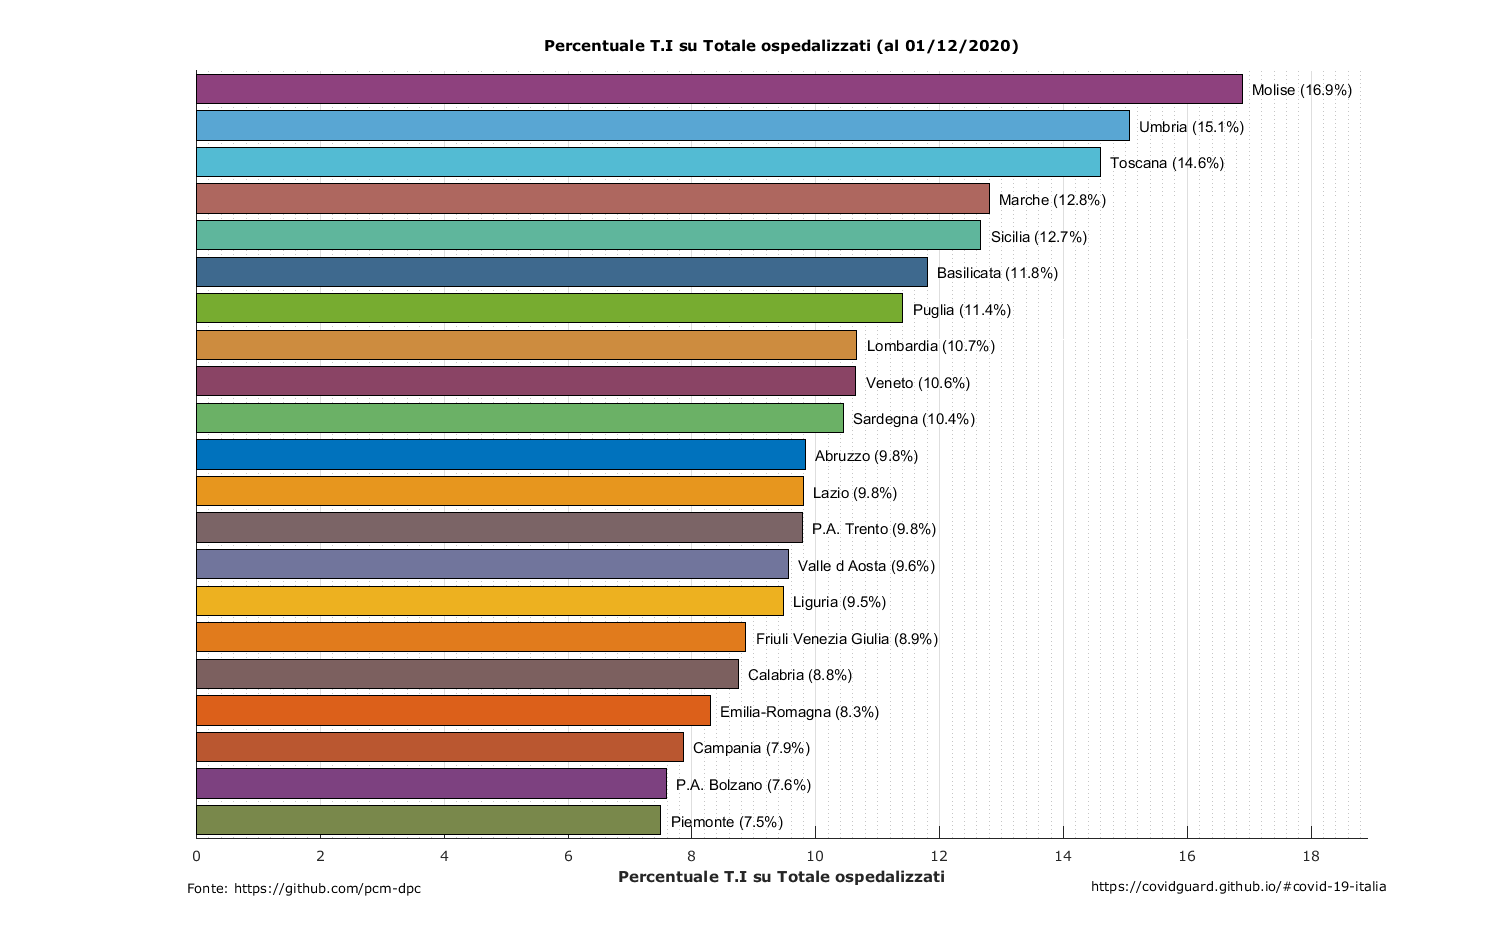 Percentuale T.I su Totale ospedalizzati (al 01/12/2020)
Molise (16.9%)
Umbria (15.1%)
Toscana (14.6%)
Marche (12.8%)
Sicilia (12.7%)
Basilicata (11.8%)
Puglia (11.4%)
Lombardia (10.7%)
Veneto (10.6%)
Sardegna (10.4%)
Abruzzo (9.8%)
Lazio (9.8%)
P.A. Trento (9.8%)
Valle d Aosta (9.6%)
Liguria (9.5%)
Friuli Venezia Giulia (8.9%)
Calabria (8.8%)
Emilia-Romagna (8.3%)
Campania (7.9%)
P.A. Bolzano (7.6%)
Piemonte (7.5%)
0 2 4 6 8 10 12 14 16 18
Percentuale T.I su Totale ospedalizzati
Fonte: https://github.com/pcm-dpc
https://covidguard.github.io/#covid-19-italia